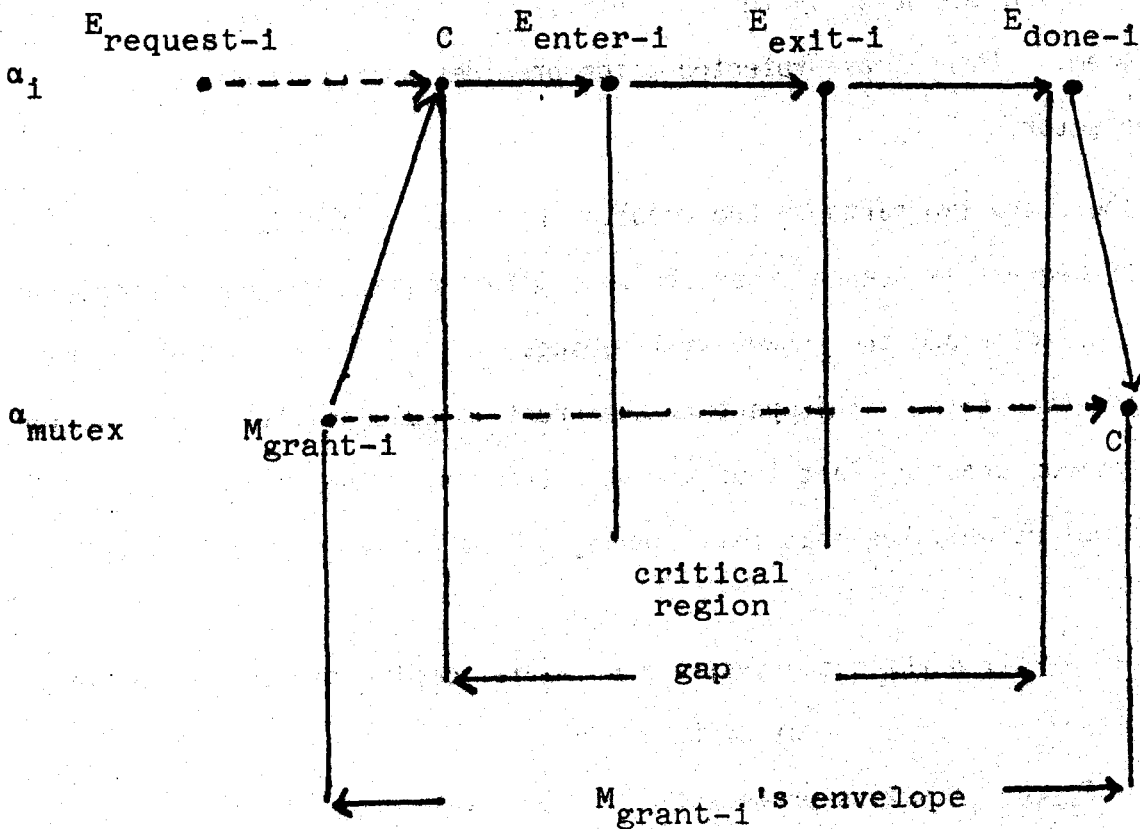 E_request-i C E_enter-i E_exit-i E_done-i
α_i
α_mutex M_grant-i C
critical
region
gap
M_grant-i's envelope